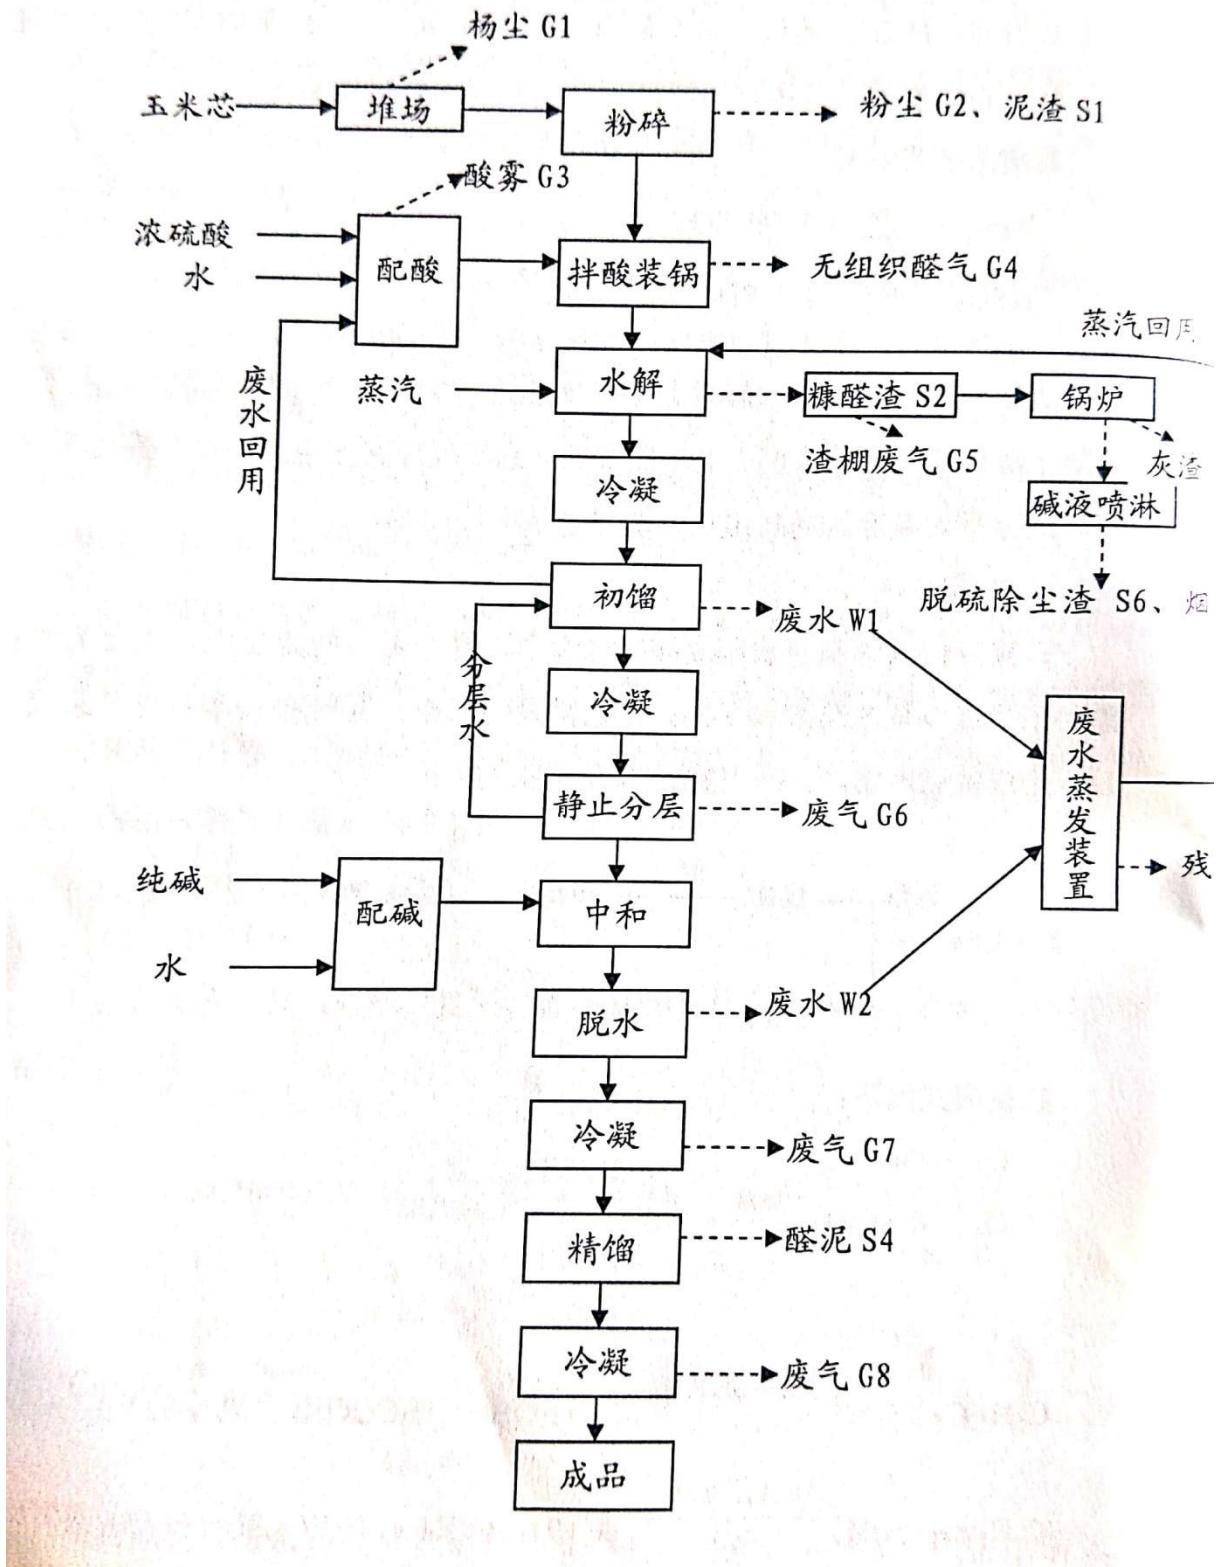 杨尘 G1
玉米芯
堆场
粉碎
粉尘 G2、泥渣 S1
酸雾 G3
浓硫酸
水
配酸
拌酸装锅
无组织醛气 G4
蒸汽回用
废水回用
蒸汽
水解
糠醛渣 S2
锅炉
渣棚废气 G5
灰渣
冷凝
碱液喷淋
初馏
废水 W1
脱硫除尘渣 S6、烟
分层水
冷凝
废水蒸发装置
静止分层
废气 G6
残
纯碱
水
配碱
中和
脱水
废水 W2
冷凝
废气 G7
精馏
醛泥 S4
冷凝
废气 G8
成品